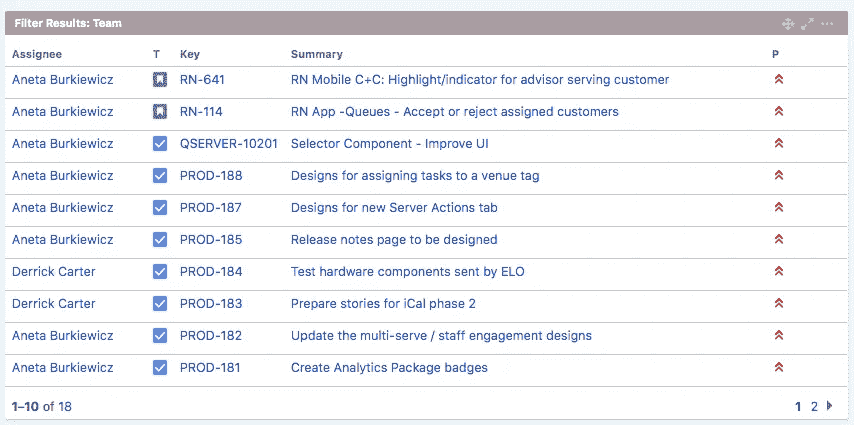 Filter Results: Team
Assignee T Key Summary P
Aneta Burkiewicz RN-641 RN Mobile C+C: Highlight/indicator for advisor serving customer
Aneta Burkiewicz RN-114 RN App -Queues - Accept or reject assigned customers
Aneta Burkiewicz QSERVER-10201 Selector Component - Improve UI
Aneta Burkiewicz PROD-188 Designs for assigning tasks to a venue tag
Aneta Burkiewicz PROD-187 Designs for new Server Actions tab
Aneta Burkiewicz PROD-185 Release notes page to be designed
Derrick Carter PROD-184 Test hardware components sent by ELO
Derrick Carter PROD-183 Prepare stories for iCal phase 2
Aneta Burkiewicz PROD-182 Update the multi-serve / staff engagement designs
Aneta Burkiewicz PROD-181 Create Analytics Package badges
1–10 of 18 1 2